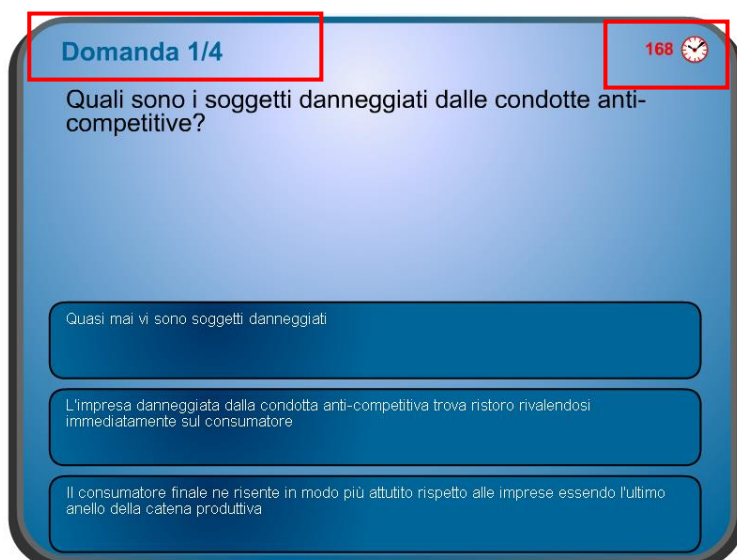 Domanda 1/4
168
Quali sono i soggetti danneggiati dalle condotte anti-
competitive?
Quasi mai vi sono soggetti danneggiati
L'impresa danneggiata dalla condotta anti-competitiva trova ristoro rivalendosi
immediatamente sul consumatore
Il consumatore finale ne risente in modo più attutito rispetto alle imprese essendo l'ultimo
anello della catena produttiva